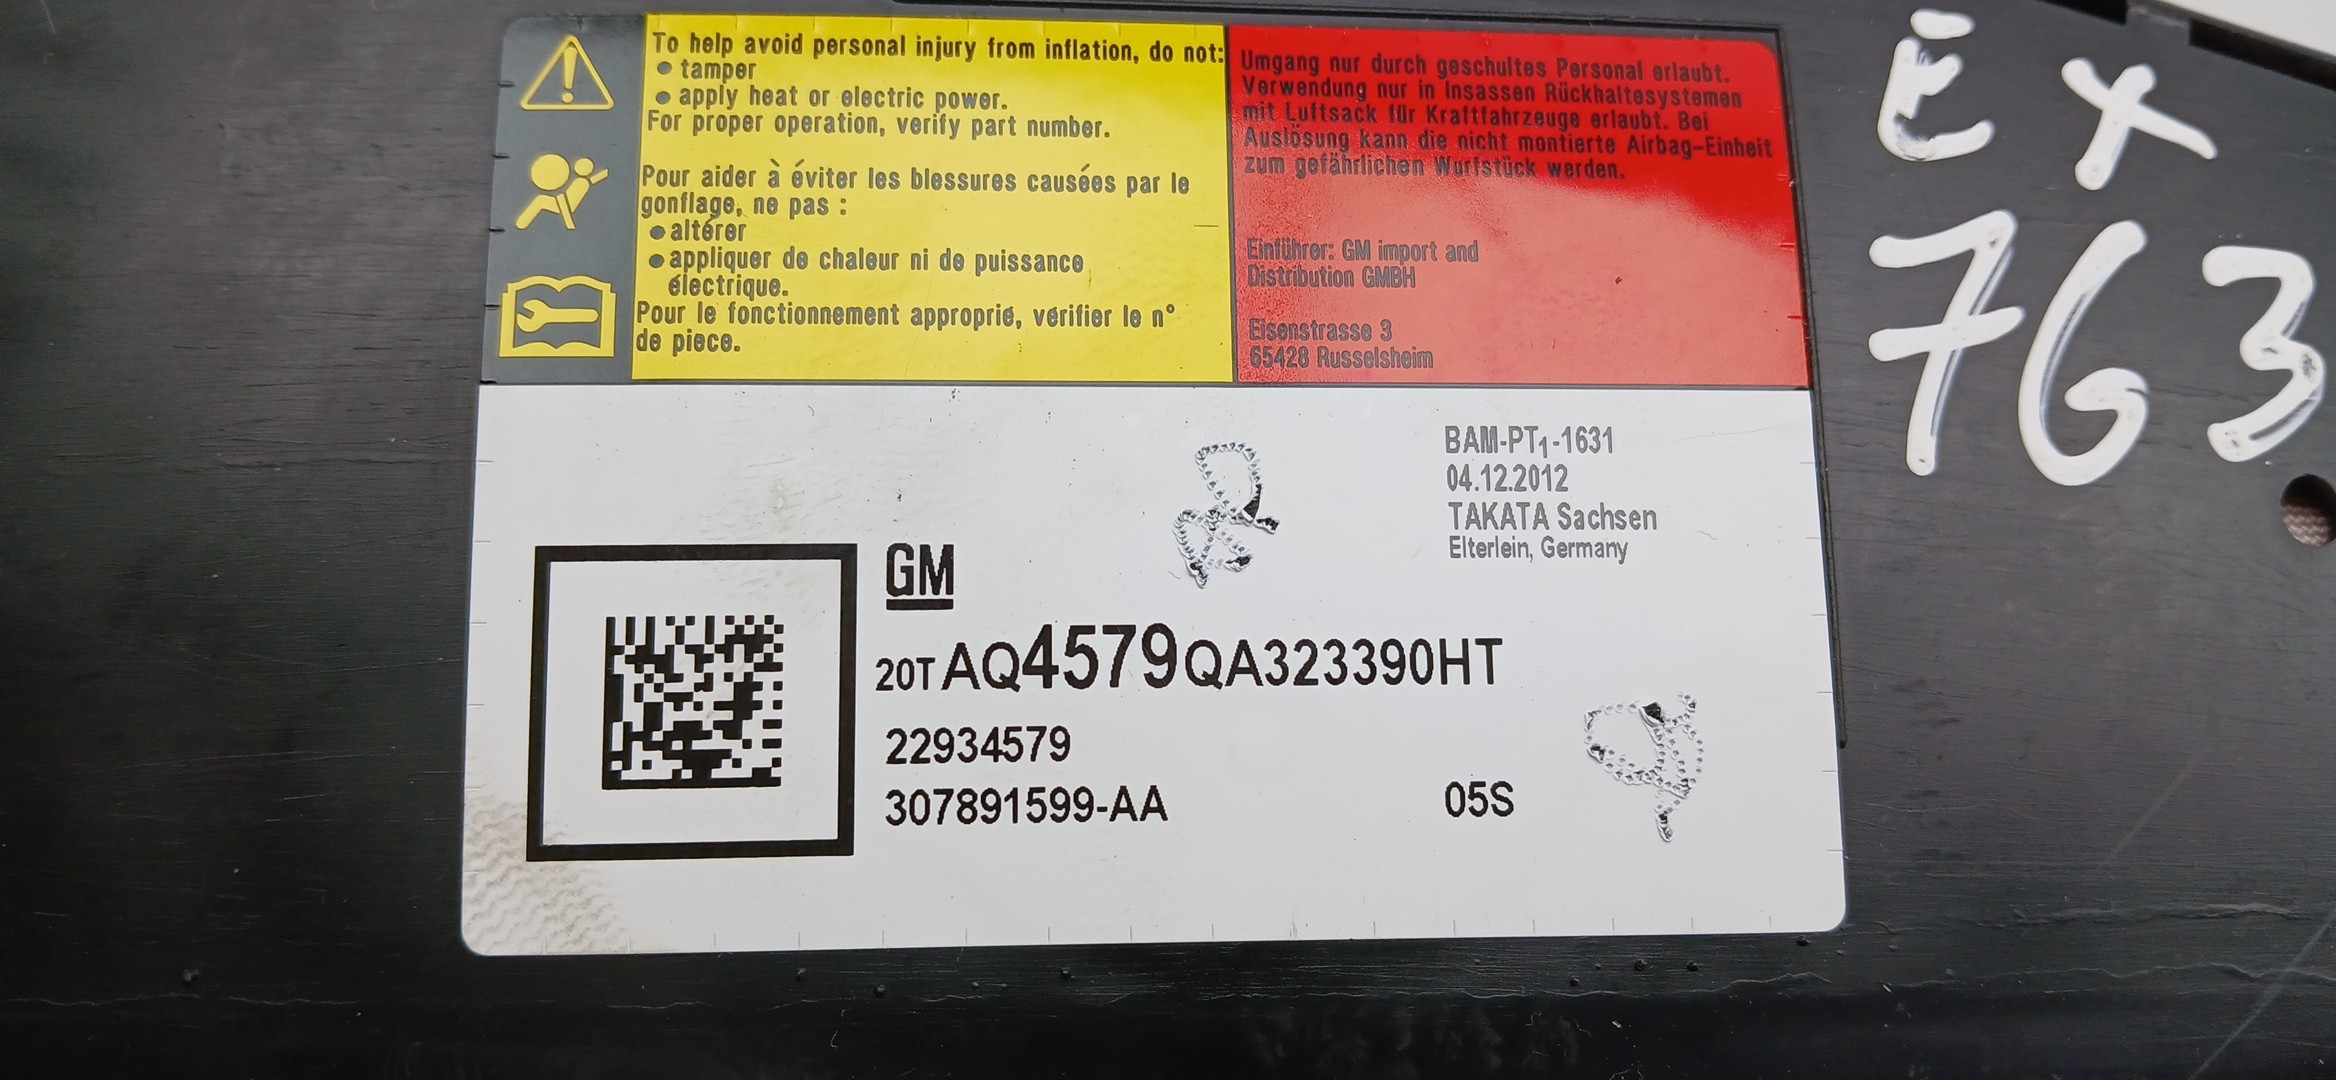 To help avoid personal injury from inflation, do not:
• tamper
• apply heat or electric power.
For proper operation, verify part number.
Pour aider à éviter les blessures causées par le
gonflage, ne pas :
• altérer
• appliquer de chaleur ni de puissance
électrique.
Pour le fonctionnement approprié, vérifier le n°
de piece.
Umgang nur durch geschultes Personal erlaubt.
Verwendung nur in Insassen Rückhaltesystemen
mit Luftsack für Kraftfahrzeuge erlaubt. Bei
Auslösung kann die nicht montierte Airbag-Einheit
zum gefährlichen Wurfstück werden.
Einführer: GM import and
Distribution GMBH
Eisenstrasse 3
65428 Russelsheim
EX
763
BAM-PT1-1631
04.12.2012
TAKATA Sachsen
Elterlein, Germany
GM
20TAQ4579QA323390HT
22934579
307891599-AA
05S